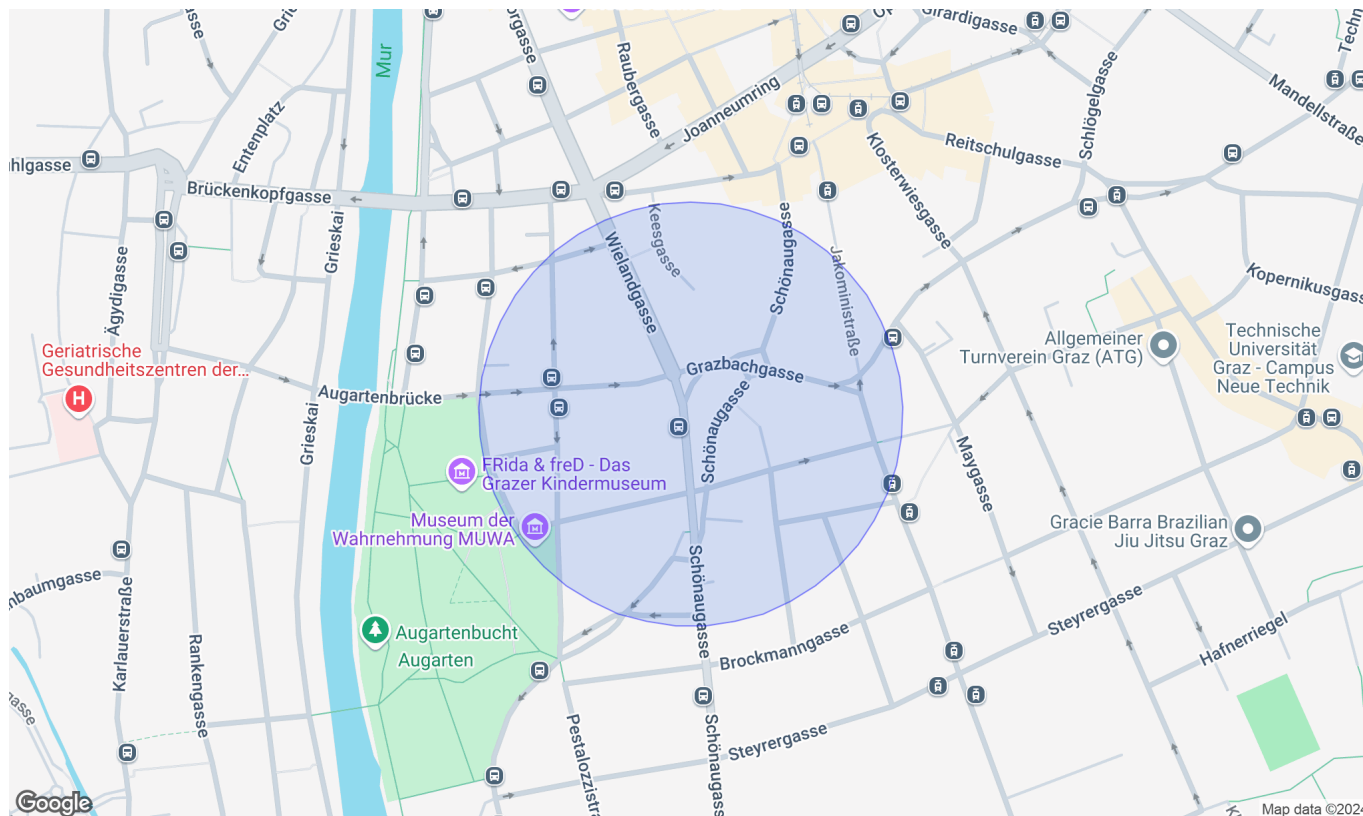 Girardigasse
Mur
Raubergasse
Joanneumring
Entenplatz
Schlögelgasse
Mandellstraße
Klosterwiesgasse
Reitschulgasse
Brückenkopfgasse
Keesgasse
Grieskai
Wielandgasse
Schönaugasse
Jakoministraße
Ägydigasse
Kopernikusgass
Geriatrische
Gesundheitszentren der...
H
Allgemeiner
Turnverein Graz (ATG)
Technische
Universität
Graz - Campus
Neue Technik
Grazbachgasse
Augartenbrücke
Schönaugasse
Grieskai
Maygasse
FRida & freD - Das
Grazer Kindermuseum
Museum der
Wahrnehmung MUWA
Gracie Barra Brazilian
Jiu Jitsu Graz
Schönaugasse
Karlauerstraße
Rankengasse
Augartenbucht
Augarten
Brockmanngasse
Steyrergasse
Hafnerriegel
Steyrergasse
Pestalozzistra
Schönaugass
Google
Map data ©2024